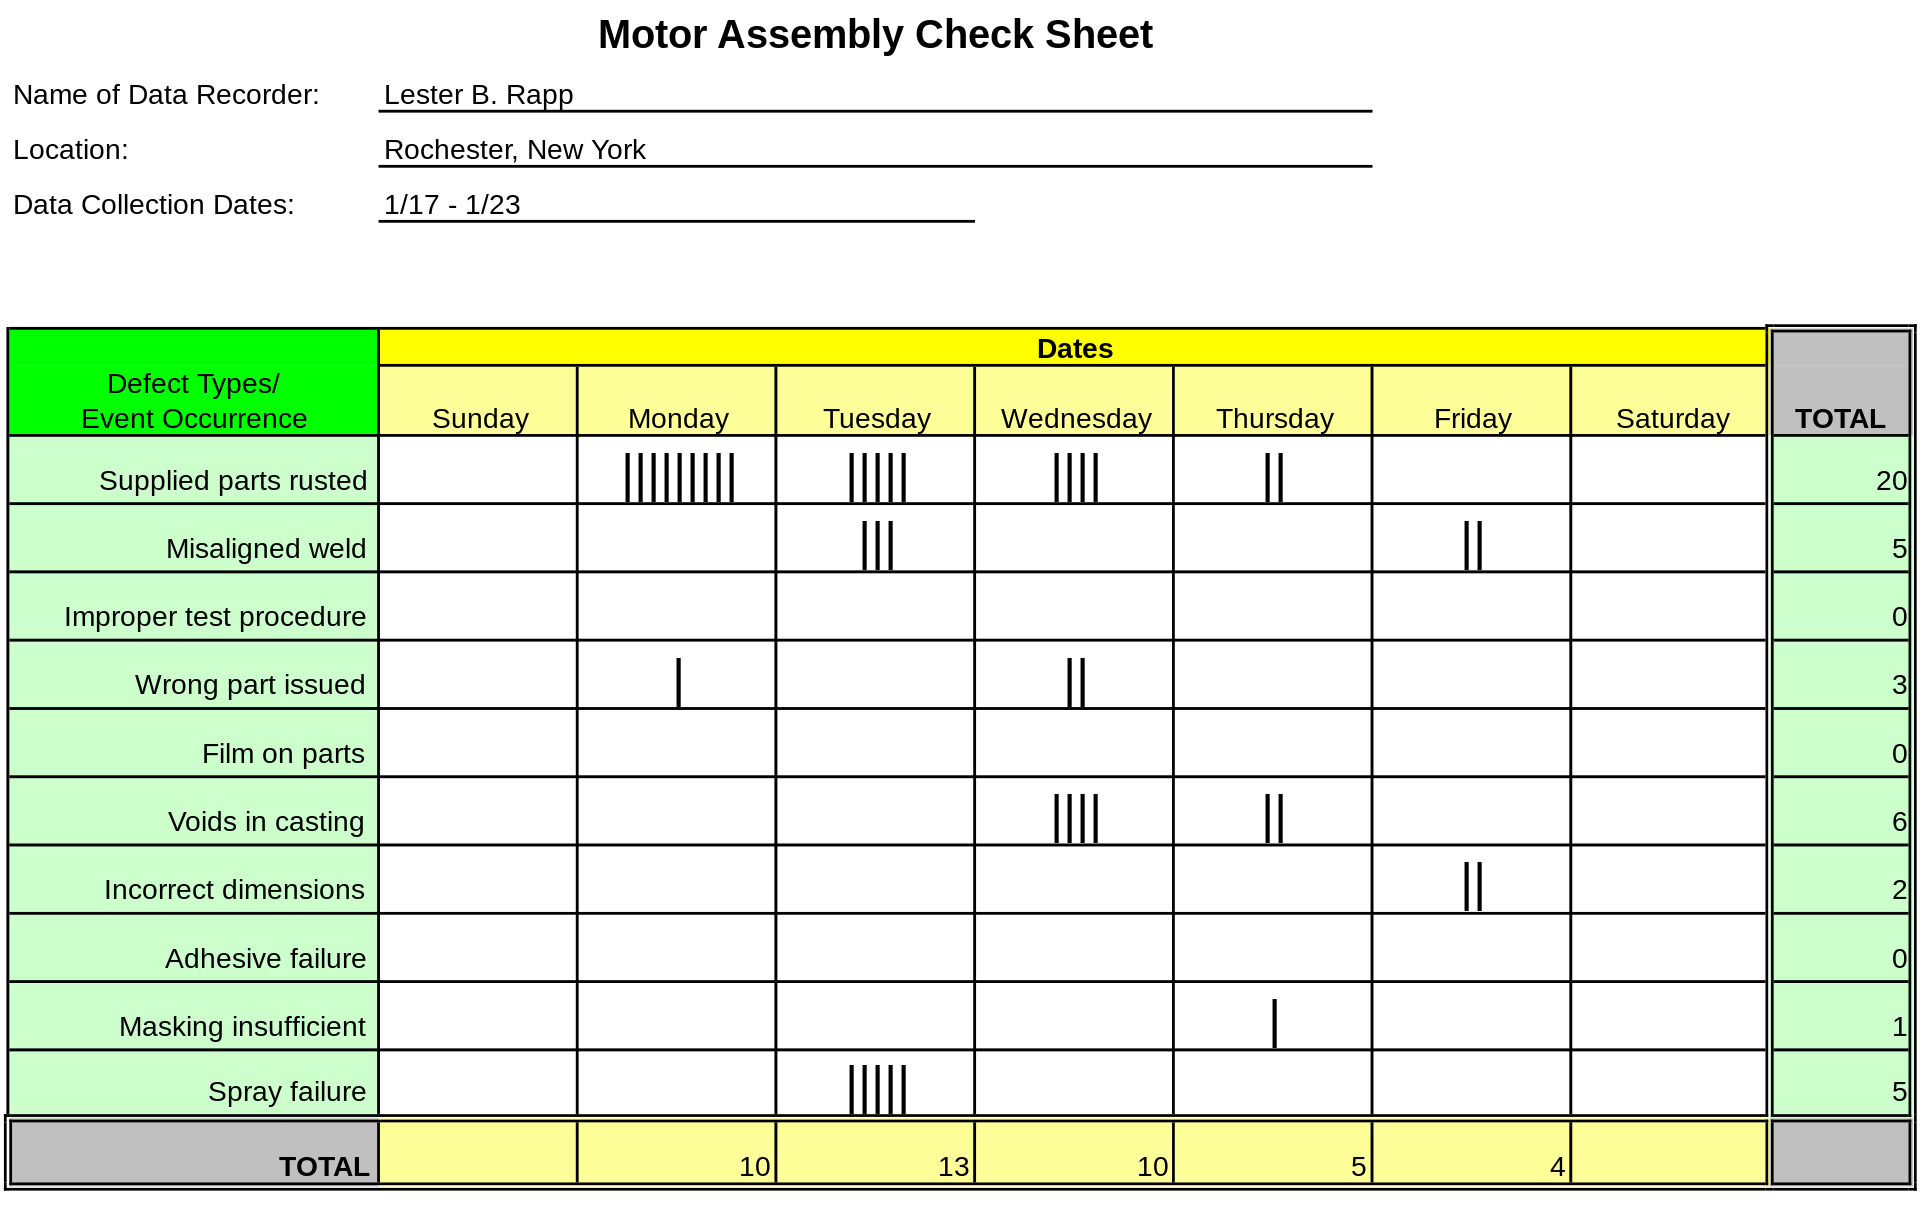 Motor Assembly Check Sheet
Name of Data Recorder: Lester B. Rapp
Location: Rochester, New York
Data Collection Dates: 1/17 - 1/23
Dates
Defect Types/
Event Occurrence Sunday Monday Tuesday Wednesday Thursday Friday Saturday TOTAL
Supplied parts rusted ||||||||| ||||| |||| || 20
Misaligned weld ||| || 5
Improper test procedure 0
Wrong part issued | || 3
Film on parts 0
Voids in casting |||| || 6
Incorrect dimensions || 2
Adhesive failure 0
Masking insufficient | 1
Spray failure ||||| 5
TOTAL 10 13 10 5 4